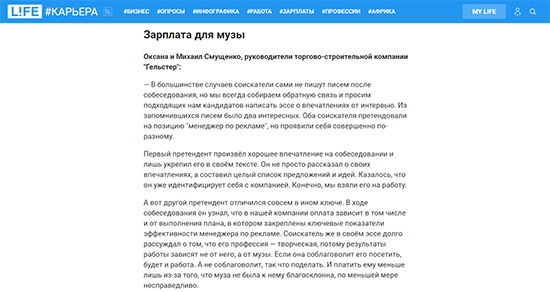 L!FE #КАРЬЕРА #БИЗНЕС #ОПРОСЫ #ИНФОГРАФИКА #РАБОТА #ЗАРПЛАТЫ #ПРОФЕССИИ #АФРИКА MY L!FE
Зарплата для музы
Оксана и Михаил Смущенко, руководители торгово-строительной компании
"Гельстер":
— В большинстве случаев соискатели сами не пишут писем после
собеседования, но мы всегда собираем обратную связь и просим
подходящих нам кандидатов написать эссе о впечатлениях от интервью. Из
запомнившихся писем было два интересных. Оба соискателя претендовали
на позицию "менеджер по рекламе", но проявили себя совершенно по-
разному.
Первый претендент произвёл хорошее впечатление на собеседовании и
лишь укрепил его в своём тексте. Он не просто рассказал о своих
впечатлениях, а составил целый список предложений и идей. Казалось, что
он уже идентифицирует себя с компанией. Конечно, мы взяли его на работу.
А вот другой претендент отличился совсем в ином ключе. В ходе
собеседования он узнал, что в нашей компании оплата зависит в том числе
и от выполнения плана, в котором закреплены ключевые показатели
эффективности менеджера по рекламе. Соискатель же в своём эссе долго
рассуждал о том, что его профессия — творческая, потому результаты
работы зависят не от него, а от музы. Если она соблаговолит его посетить,
будет и работа. А не соблаговолит, так что поделать. И платить ему меньше
лишь из-за того, что муза не была к нему благосклонна, по меньшей мере
несправедливо.